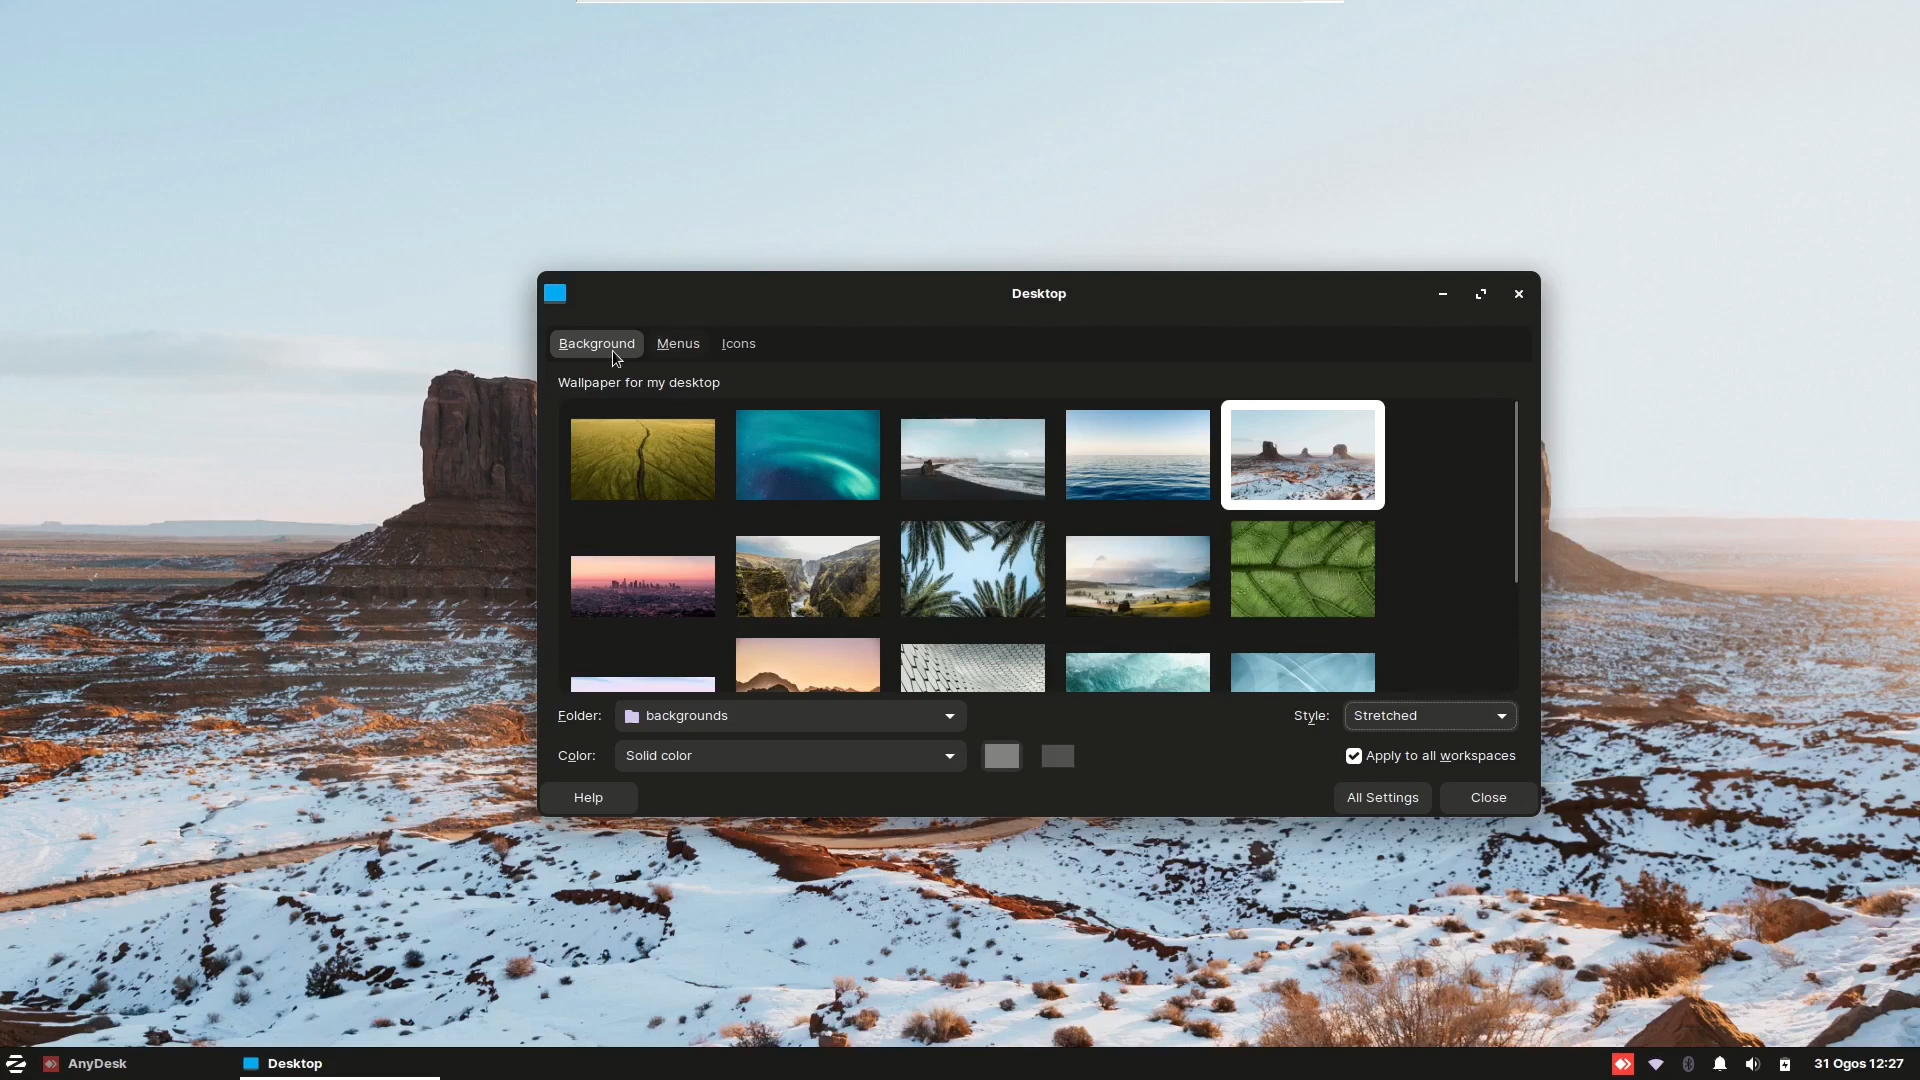 Desktop
Background Menus Icons
Wallpaper for my desktop
Folder: backgrounds Style: Stretched
Color: Solid color Apply to all workspaces
Help All Settings Close
AnyDesk Desktop 31 Ogos 12:27